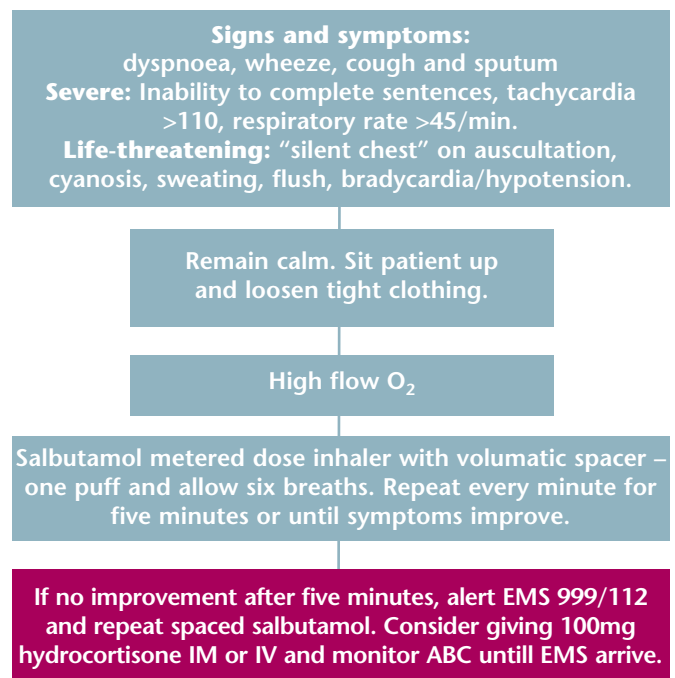 Signs and symptoms:
dyspnoea, wheeze, cough and sputum
Severe: Inability to complete sentences, tachycardia
>110, respiratory rate >45/min.
Life-threatening: “silent chest” on auscultation,
cyanosis, sweating, flush, bradycardia/hypotension.
Remain calm. Sit patient up
and loosen tight clothing.
High flow O₂
Salbutamol metered dose inhaler with volumatic spacer –
one puff and allow six breaths. Repeat every minute for
five minutes or until symptoms improve.
If no improvement after five minutes, alert EMS 999/112
and repeat spaced salbutamol. Consider giving 100mg
hydrocortisone IM or IV and monitor ABC untill EMS arrive.